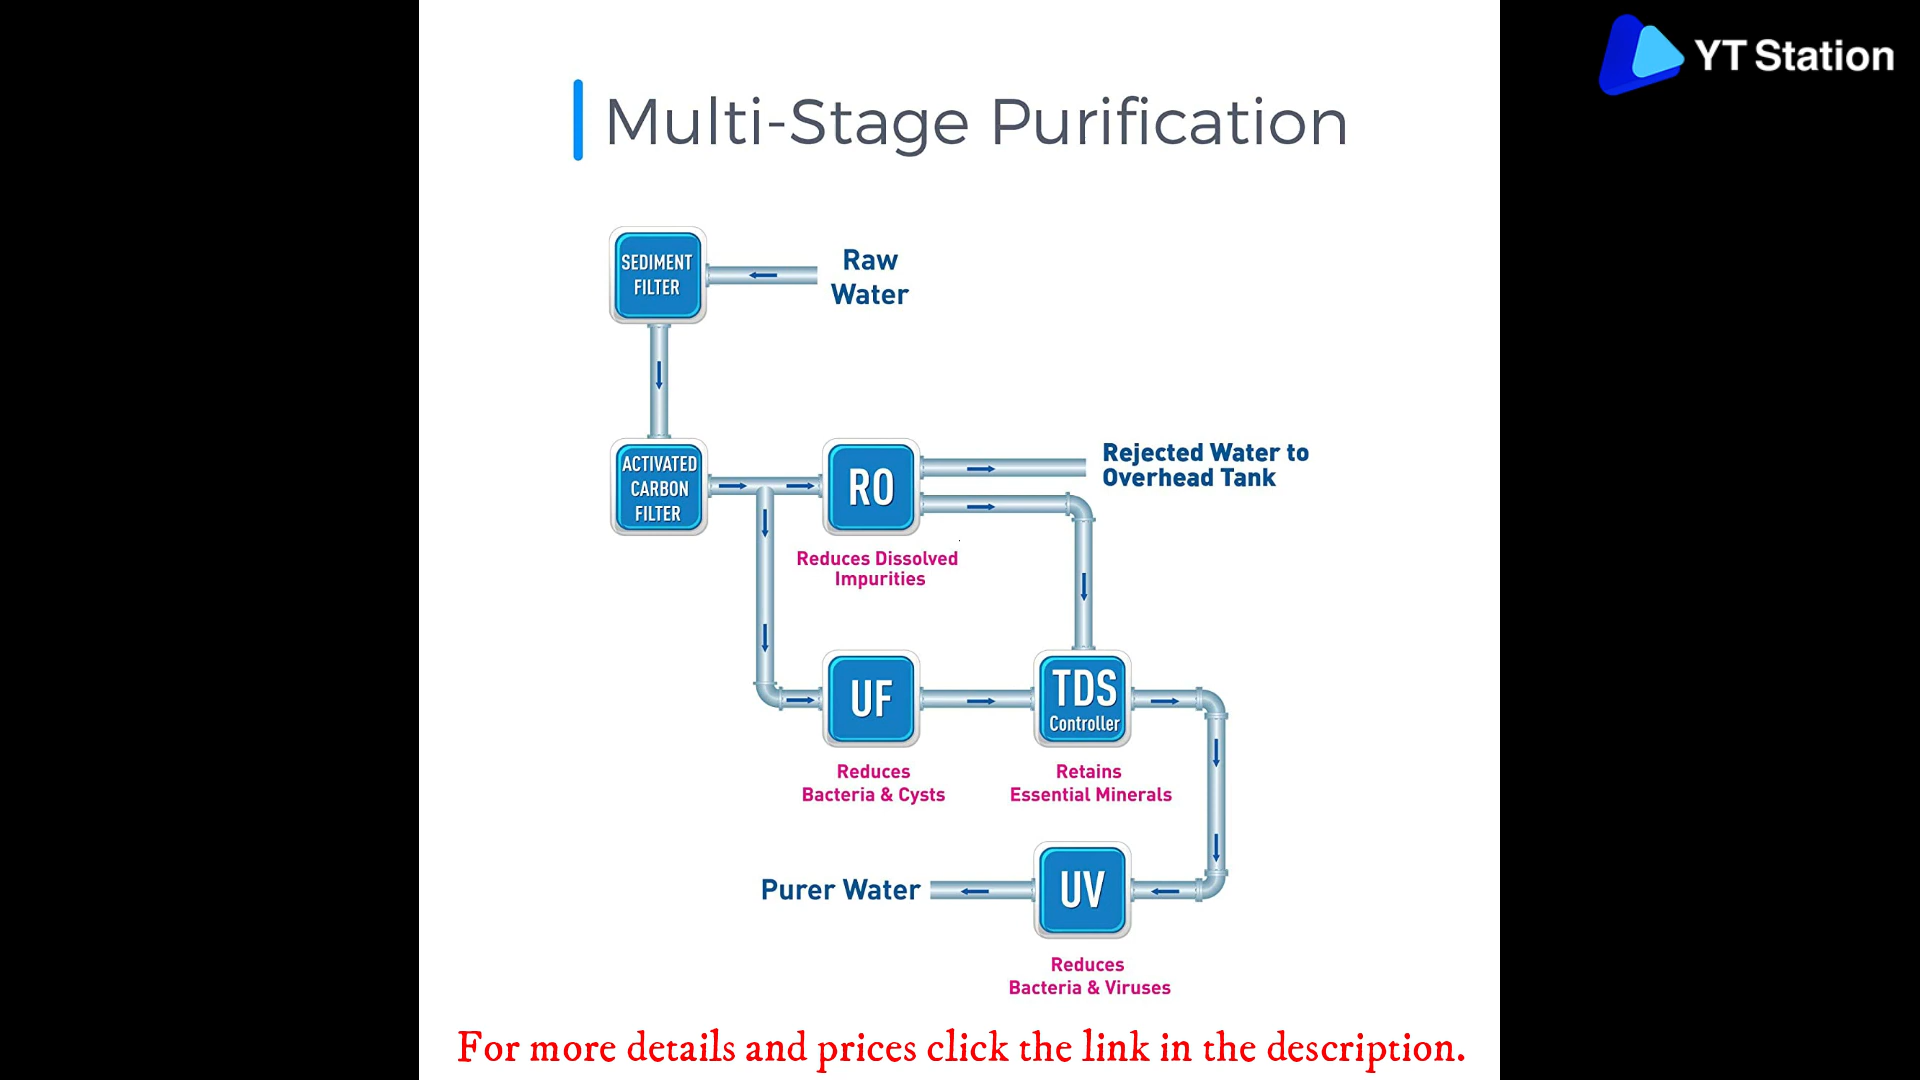 YT Station
Multi-Stage Purification
SEDIMENT
FILTER
Raw
Water
ACTIVATED
CARBON
FILTER
RO
Rejected Water to
Overhead Tank
Reduces Dissolved
Impurities
UF
TDS
Controller
Reduces
Bacteria & Cysts
Retains
Essential Minerals
Purer Water
UV
Reduces
Bacteria & Viruses
For more details and prices click the link in the description.